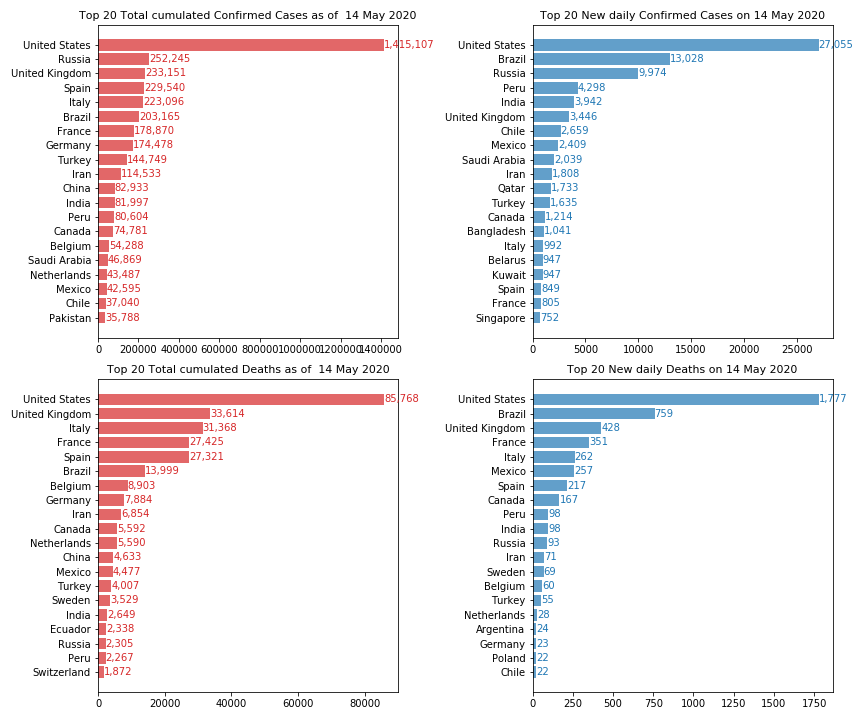 Top 20 Total cumulated Confirmed Cases as of 14 May 2020
United States 1,415,107
Russia 252,245
United Kingdom 233,151
Spain 229,540
Italy 223,096
Brazil 203,165
France 178,870
Germany 174,478
Turkey 144,749
Iran 114,533
China 82,933
India 81,997
Peru 80,604
Canada 74,781
Belgium 54,288
Saudi Arabia 46,869
Netherlands 43,487
Mexico 42,595
Chile 37,040
Pakistan 35,788
0 200000 400000 600000 800000 1000000 1200000 1400000
Top 20 New daily Confirmed Cases on 14 May 2020
United States 27,055
Brazil 13,028
Russia 9,974
Peru 4,298
India 3,942
United Kingdom 3,446
Chile 2,659
Mexico 2,409
Saudi Arabia 2,039
Iran 1,808
Qatar 1,733
Turkey 1,635
Canada 1,214
Bangladesh 1,041
Italy 992
Belarus 947
Kuwait 947
Spain 849
France 805
Singapore 752
0 5000 10000 15000 20000 25000
Top 20 Total cumulated Deaths as of 14 May 2020
United States 85,768
United Kingdom 33,614
Italy 31,368
France 27,425
Spain 27,321
Brazil 13,999
Belgium 8,903
Germany 7,884
Iran 6,854
Canada 5,592
Netherlands 5,590
China 4,633
Mexico 4,477
Turkey 4,007
Sweden 3,529
India 2,649
Ecuador 2,338
Russia 2,305
Peru 2,267
Switzerland 1,872
0 20000 40000 60000 80000
Top 20 New daily Deaths on 14 May 2020
United States 1,777
Brazil 759
United Kingdom 428
France 351
Italy 262
Mexico 257
Spain 217
Canada 167
Peru 98
India 98
Russia 93
Iran 71
Sweden 69
Belgium 60
Turkey 55
Netherlands 28
Argentina 24
Germany 23
Poland 22
Chile 22
0 250 500 750 1000 1250 1500 1750